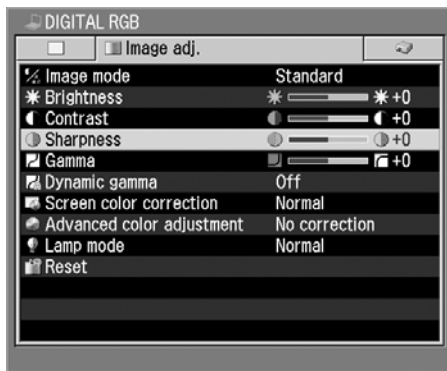 DIGITAL RGB
Image adj.
Image mode Standard
Brightness +0
Contrast +0
Sharpness +0
Gamma +0
Dynamic gamma Off
Screen color correction Normal
Advanced color adjustment No correction
Lamp mode Normal
Reset